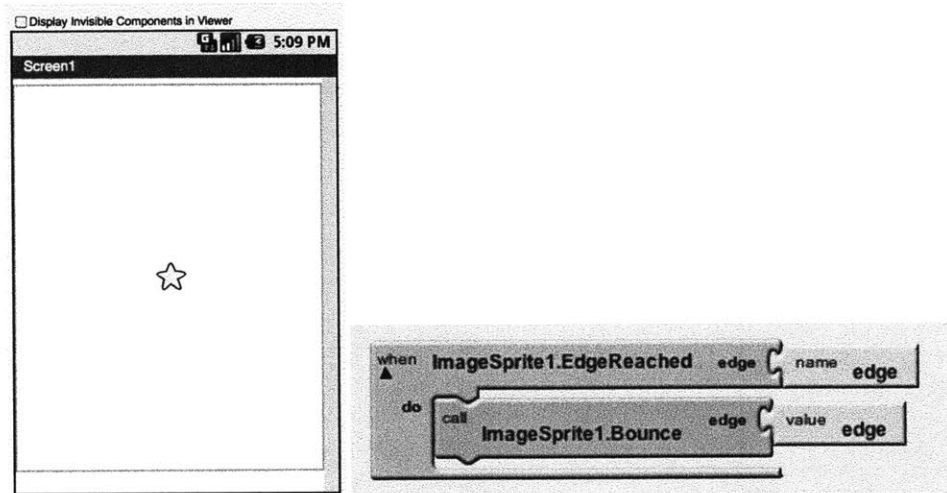 Display Invisible Components in Viewer
5:09 PM
Screen1
when ImageSprite1.EdgeReached edge name edge
do call ImageSprite1.Bounce edge value edge